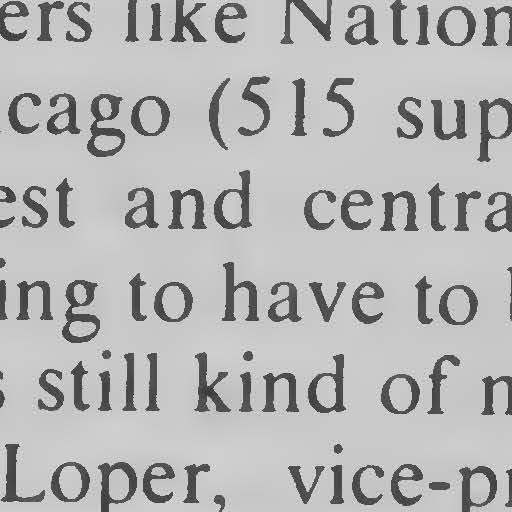 ers like Nation
cago (515 sup
est and centra
ing to have to
still kind of
Loper, vice-pr